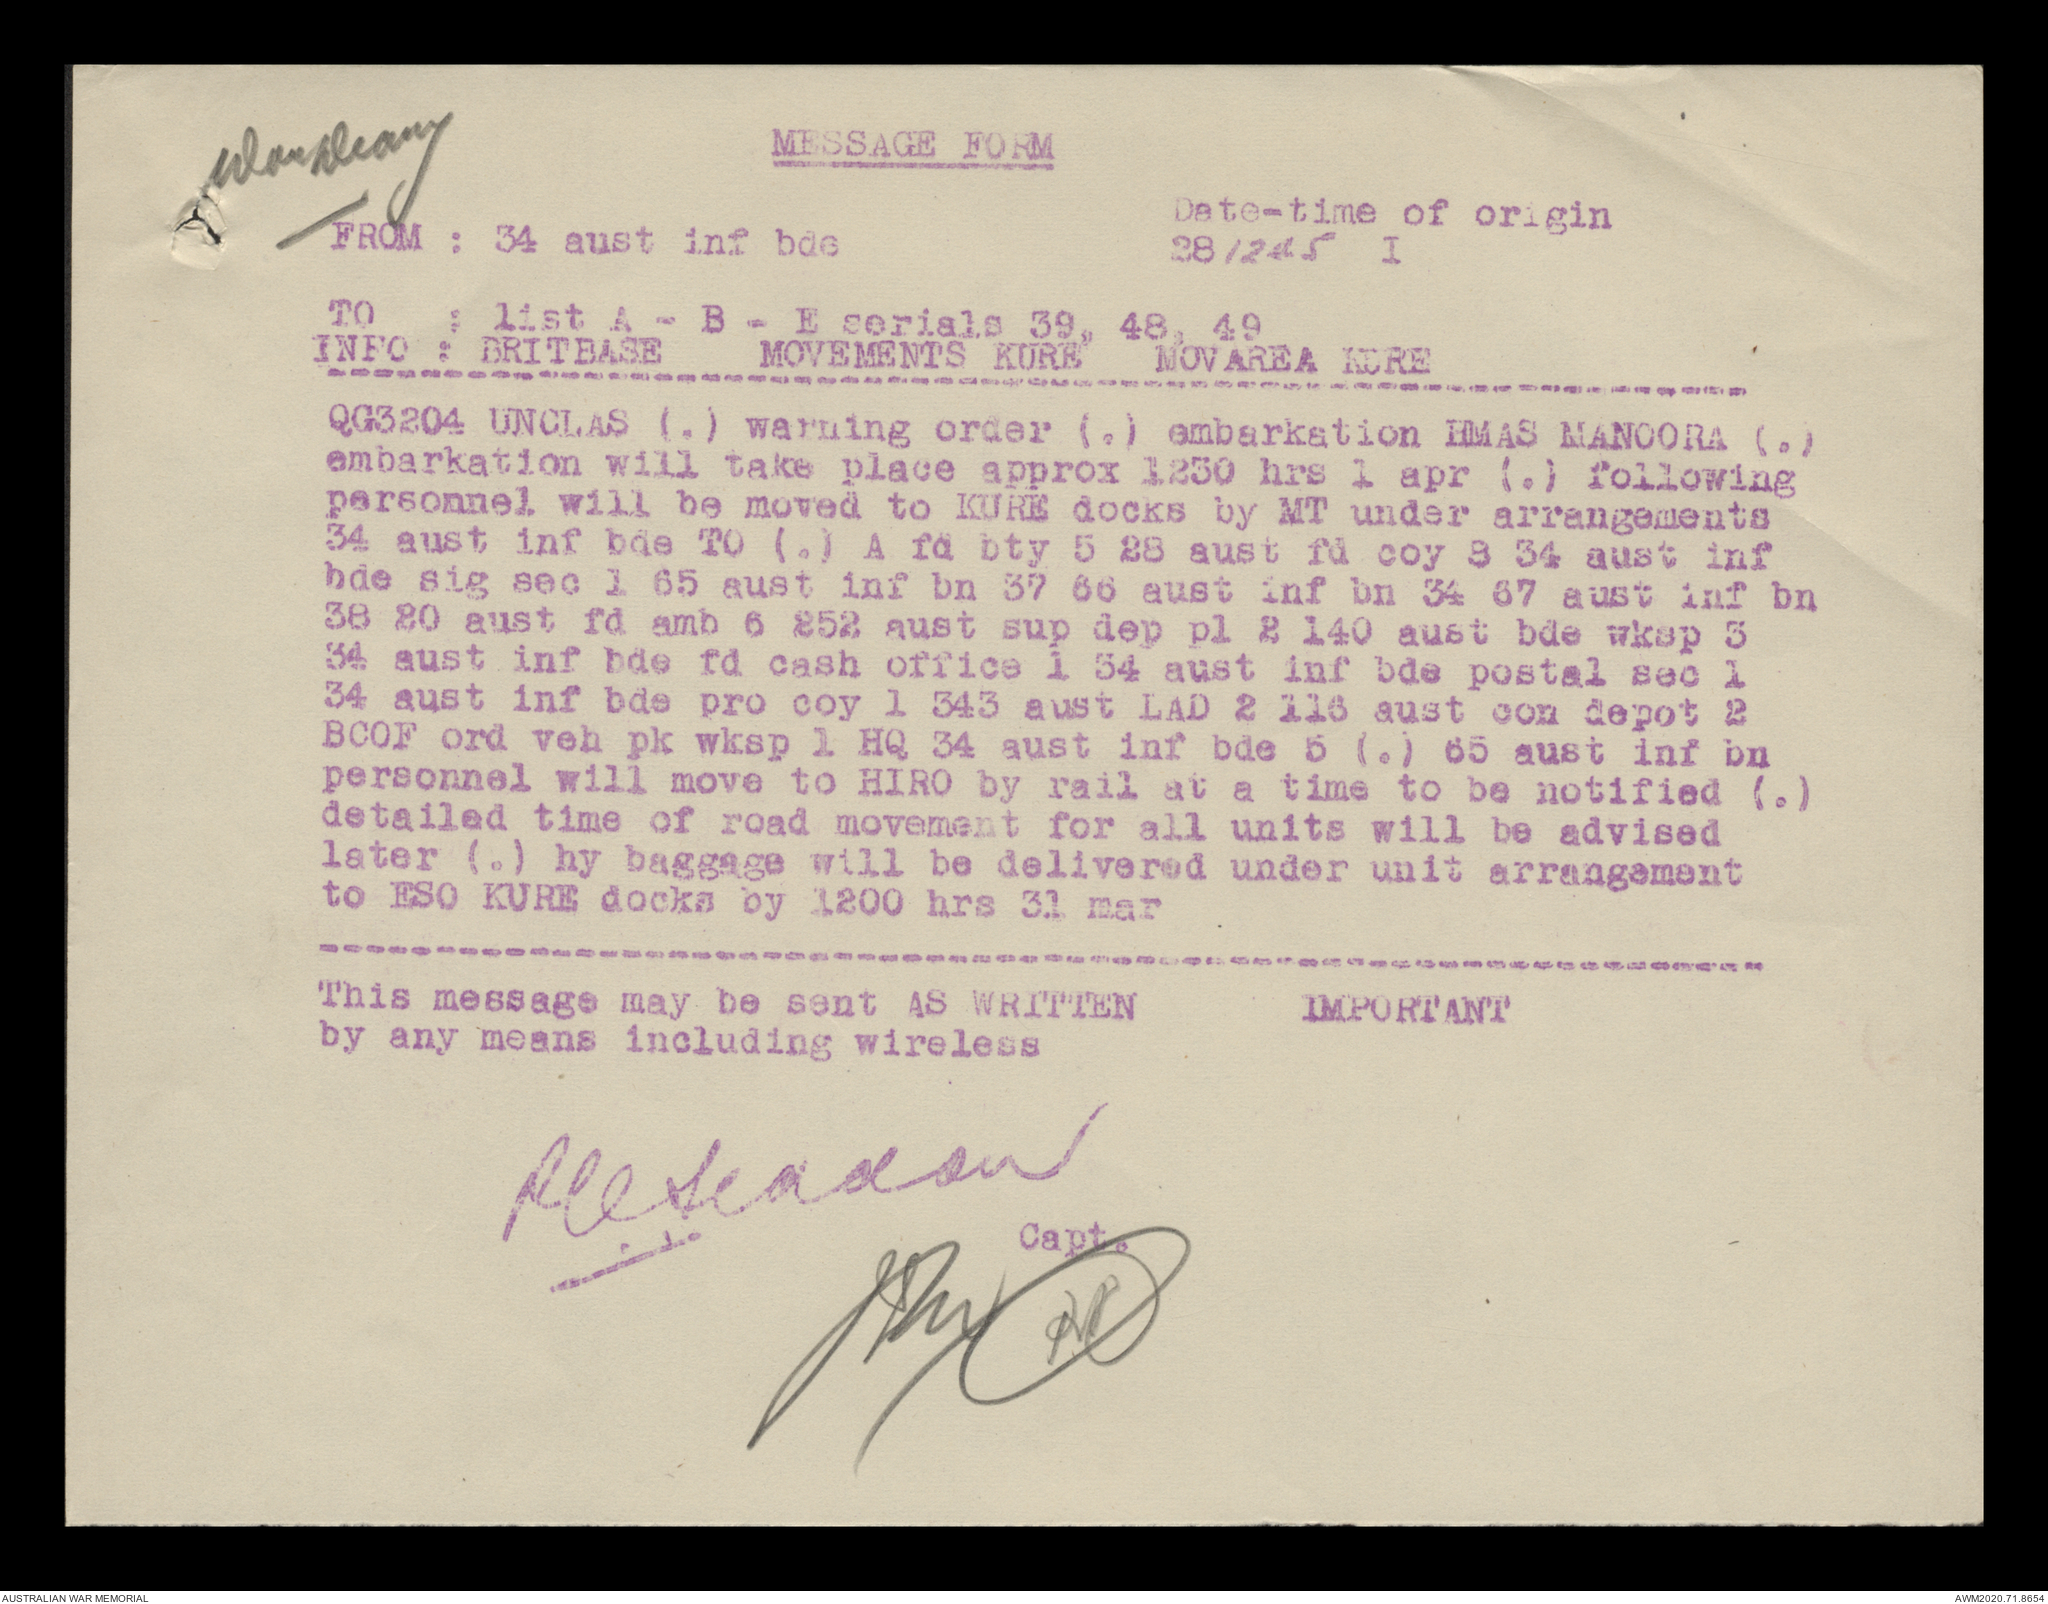 MESSAGE FORM
Date-time of origin
FROM : 34 aust inf bde
28/1245 I
TO : list A - B - E serials 39, 48, 49
INFO : BRITBASE MOVEMENTS KURE MOVAREA KURE
QG3204 UNCLAS (.) warning order (.) embarkation HMAS MANOORA (.)
embarkation will take place approx 1230 hrs 1 apr (.) following
personnel will be moved to KURE docks by MT under arrangements
34 aust inf bde TO (.) A fd bty 5 28 aust fd coy 8 34 aust inf
bde sig sec 1 65 aust inf bn 37 66 aust inf bn 34 67 aust inf bn
38 20 aust fd amb 6 252 aust sup dep pl 2 140 aust bde wksp 3
34 aust inf bde fd cash office 1 34 aust inf bde postal sec 1
34 aust inf bde pro coy 1 343 aust LAD 2 116 aust con depot 2
BCOF ord veh pk wksp 1 HQ 34 aust inf bde 5 (.) 65 aust inf bn
personnel will move to HIRO by rail at a time to be notified (.)
detailed time of road movement for all units will be advised
later (.) hy baggage will be delivered under unit arrangement
to ESO KURE docks by 1200 hrs 31 mar
This message may be sent AS WRITTEN IMPORTANT
by any means including wireless
Capt.
AUSTRALIAN WAR MEMORIAL AWM2020.71.8654